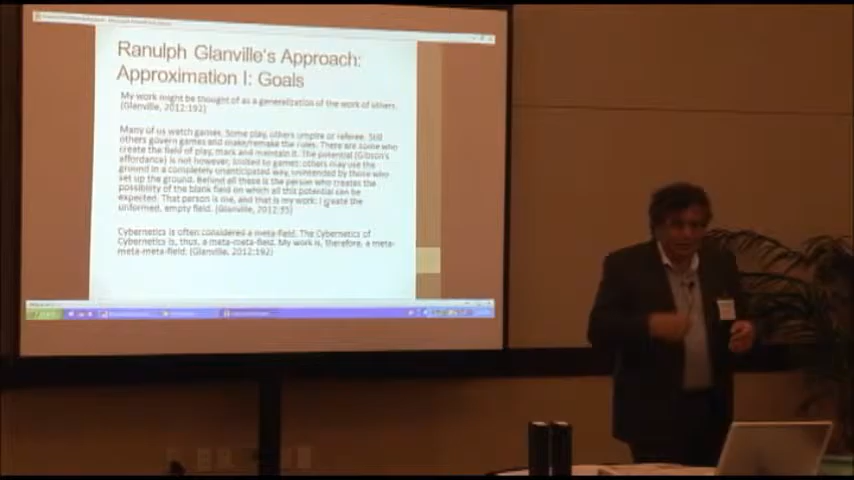 Ranulph Glanville's Approach:
Approximation I: Goals
My work might be thought of as a generalization of the work of others.
(Glanville, 2012:192)
Many of us watch games. Some play, others umpire or referee. Still
others govern games and make/remake the rules. There are some who
create the field of play, mark and maintain it. The potential (Gibson's
affordance) is not however, limited to games: others may use the
ground in a completely unanticipated way, unintended by those who
set up the ground. Behind all these is the person who creates the
possibility of the blank field on which all this potential can be
expected. That person is me, and that is my work: I create the
unformed, empty field. (Glanville, 2012:95)
Cybernetics is often considered a meta-field. The Cybernetics of
Cybernetics is, thus, a meta-meta-field. My work is, therefore, a meta-
meta-meta-field. (Glanville, 2012:192)